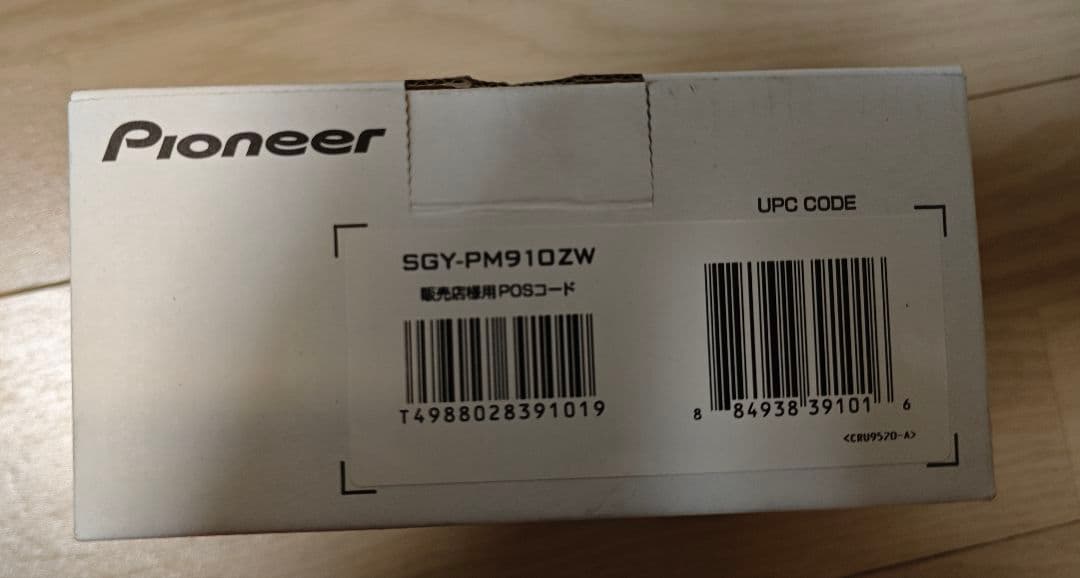 Pioneer
UPC CODE
SGY-PM910ZW
販売店様用POSコード
T4988028391019
8 84938 39101 6
<CRU9520-A>